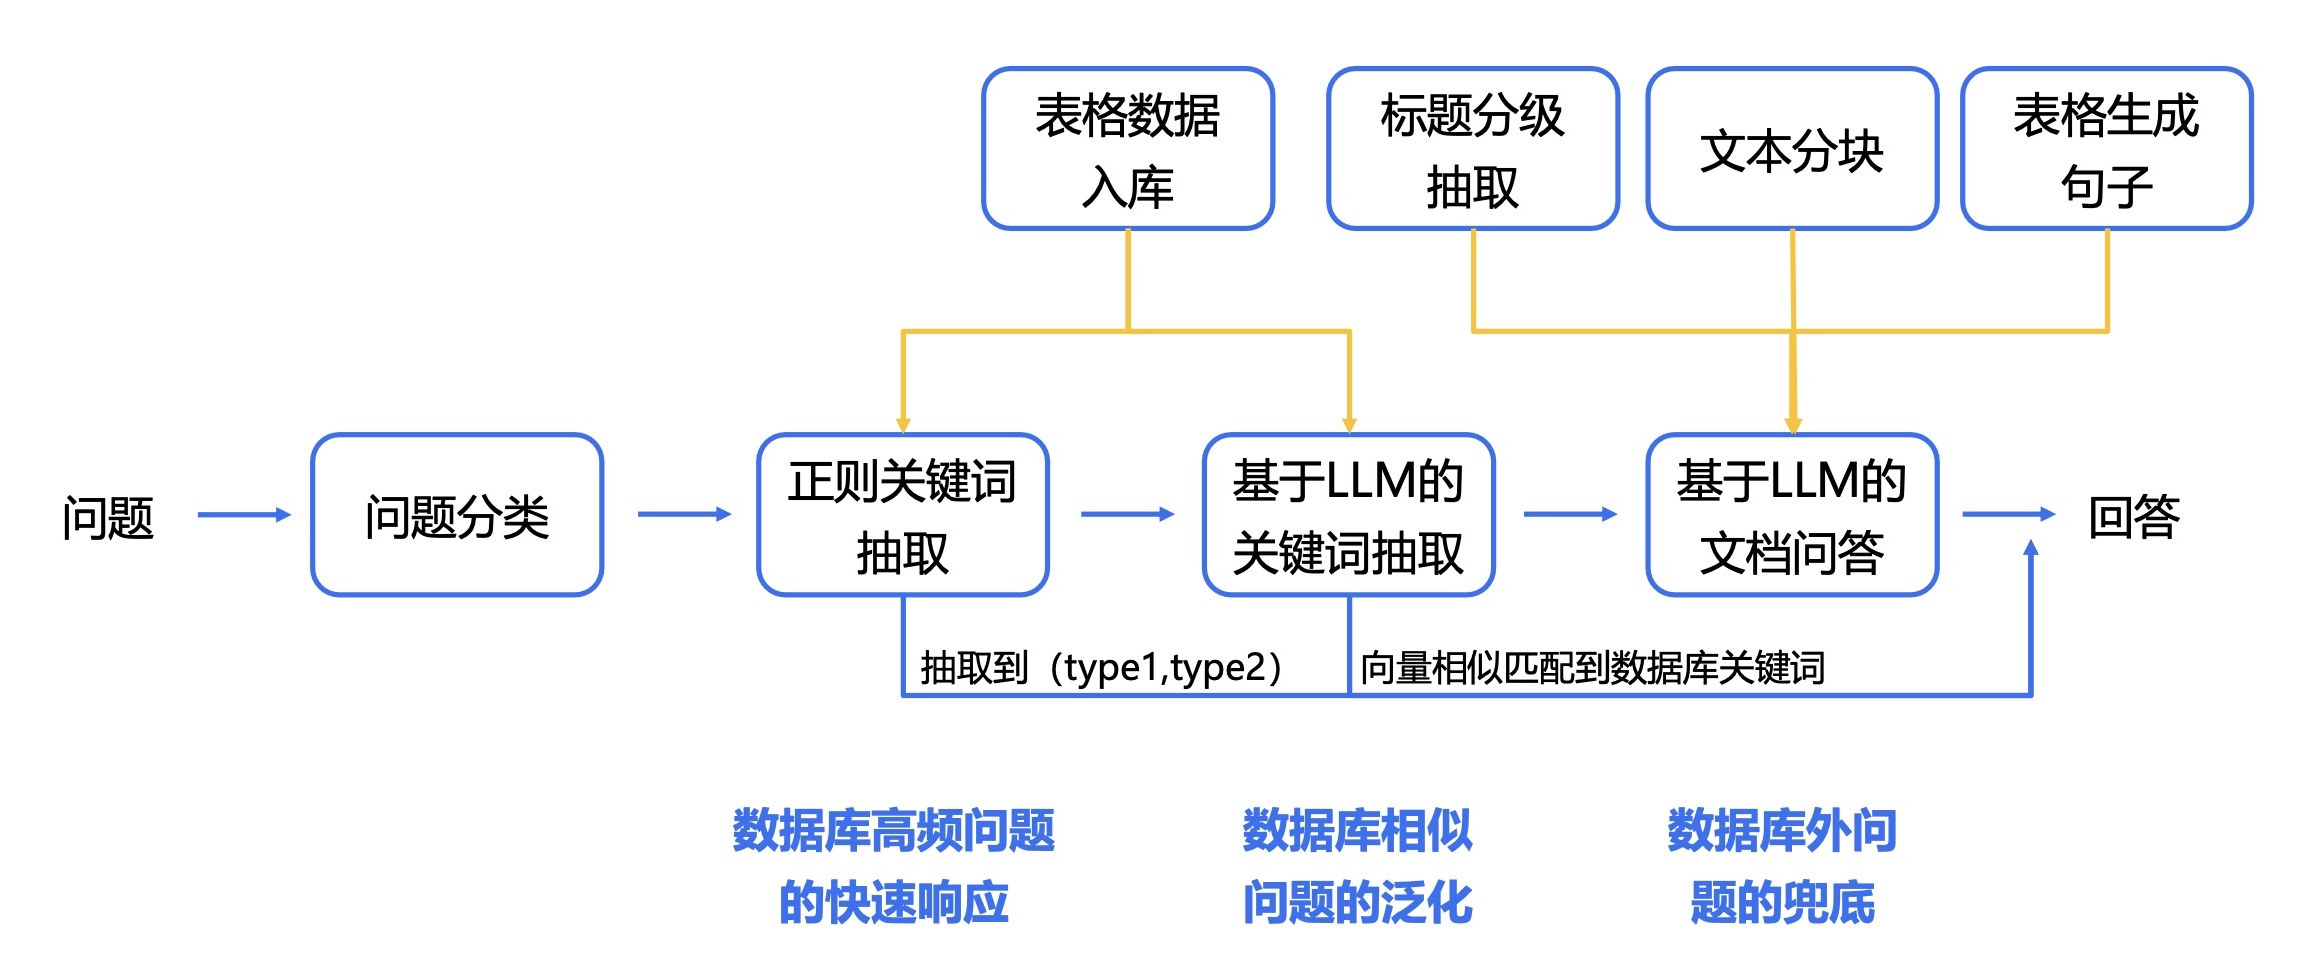 表格数据
入库
标题分级
抽取
文本分块
表格生成
句子
问题
问题分类
正则关键词
抽取
基于LLM的
关键词抽取
基于LLM的
文档问答
回答
抽取到（type1,type2）
向量相似匹配到数据库关键词
数据库高频问题
的快速响应
数据库相似
问题的泛化
数据库外问
题的兜底